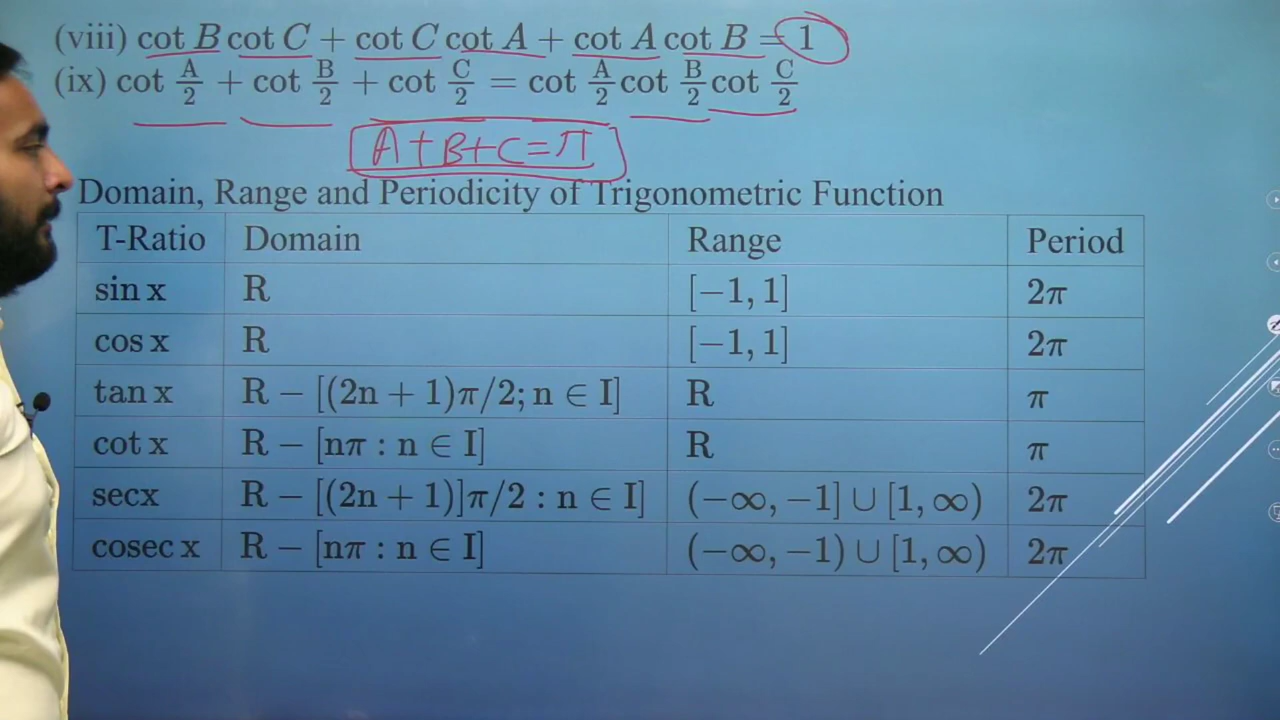 (viii) cot B cot C + cot C cot A + cot A cot B = 1
(ix) cot A/2 + cot B/2 + cot C/2 = cot A/2 cot B/2 cot C/2
A+B+C=π
Domain, Range and Periodicity of Trigonometric Function
T-Ratio Domain Range Period
sin x R [−1, 1] 2π
cos x R [−1, 1] 2π
tan x R − [(2n + 1)π/2; n ∈ I] R π
cot x R − [nπ : n ∈ I] R π
secx R − [(2n + 1)]π/2 : n ∈ I] (−∞, −1] ∪ [1, ∞) 2π
cosec x R − [nπ : n ∈ I] (−∞, −1) ∪ [1, ∞) 2π